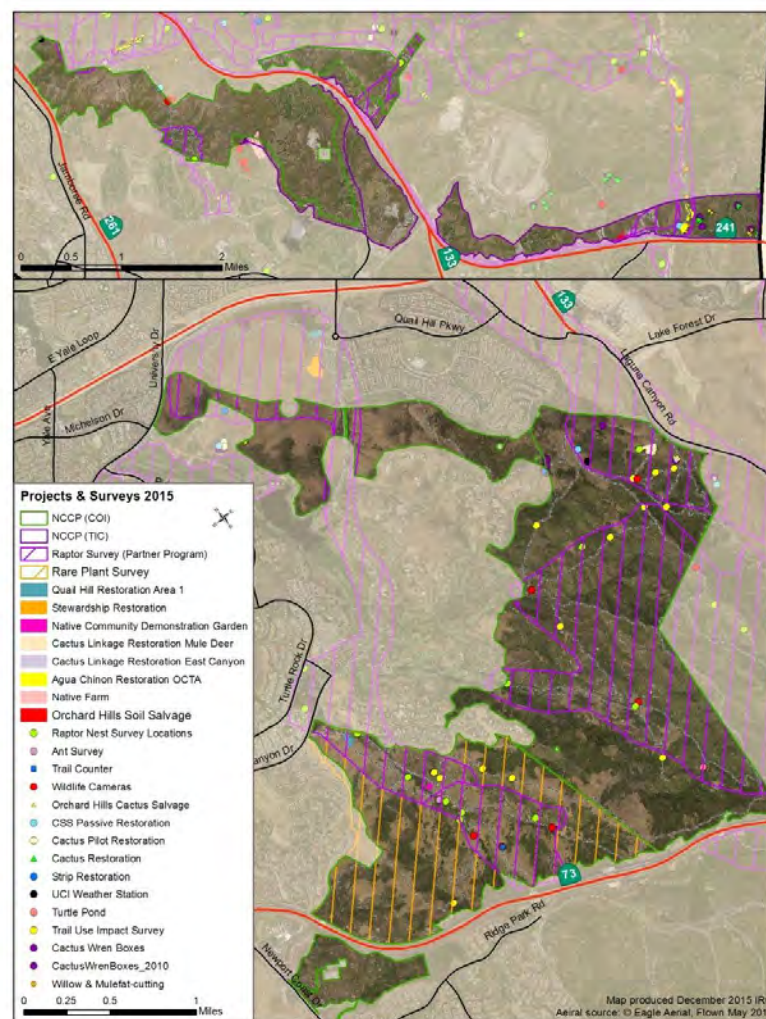 Jamboree Rd
261
133
241
0 0.5 1 2
Miles
133
Quail Hill Pkwy
Lake Forest Dr
E Yale Loop
University Dr
Laguna Canyon Rd
Michelson Dr
Yale Ave
Projects & Surveys 2015
NCCP (COI)
NCCP (TIC)
Raptor Survey (Partner Program)
Rare Plant Survey
Quail Hill Restoration Area 1
Stewardship Restoration
Native Community Demonstration Garden
Cactus Linkage Restoration Mule Deer
Cactus Linkage Restoration East Canyon
Agua Chinon Restoration OCTA
Native Farm
Orchard Hills Soil Salvage
Raptor Nest Survey Locations
Ant Survey
Trail Counter
Wildlife Cameras
Orchard Hills Cactus Salvage
CSS Passive Restoration
Cactus Pilot Restoration
Cactus Restoration
Strip Restoration
UCI Weather Station
Turtle Pond
Trail Use Impact Survey
Cactus Wren Boxes
CactusWrenBoxes_2010
Willow & Mulefat-cutting
0 0.25 0.5 1
Miles
Turtle Rock Dr
anyon Dr
73
Ridge Park Rd
Newport Coast Dr
Map produced December 2015 IR
Aeiral source: © Eagle Aerial, Flown May 201